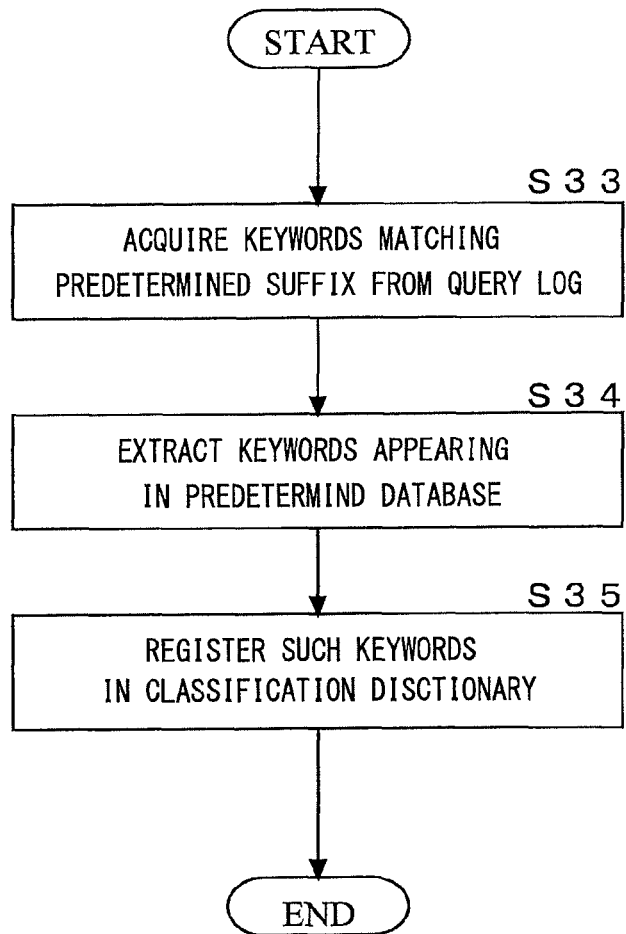 START
S33
ACQUIRE KEYWORDS MATCHING
PREDETERMINED SUFFIX FROM QUERY LOG
S34
EXTRACT KEYWORDS APPEARING
IN PREDETERMIND DATABASE
S35
REGISTER SUCH KEYWORDS
IN CLASSIFICATION DISCTIONARY
END